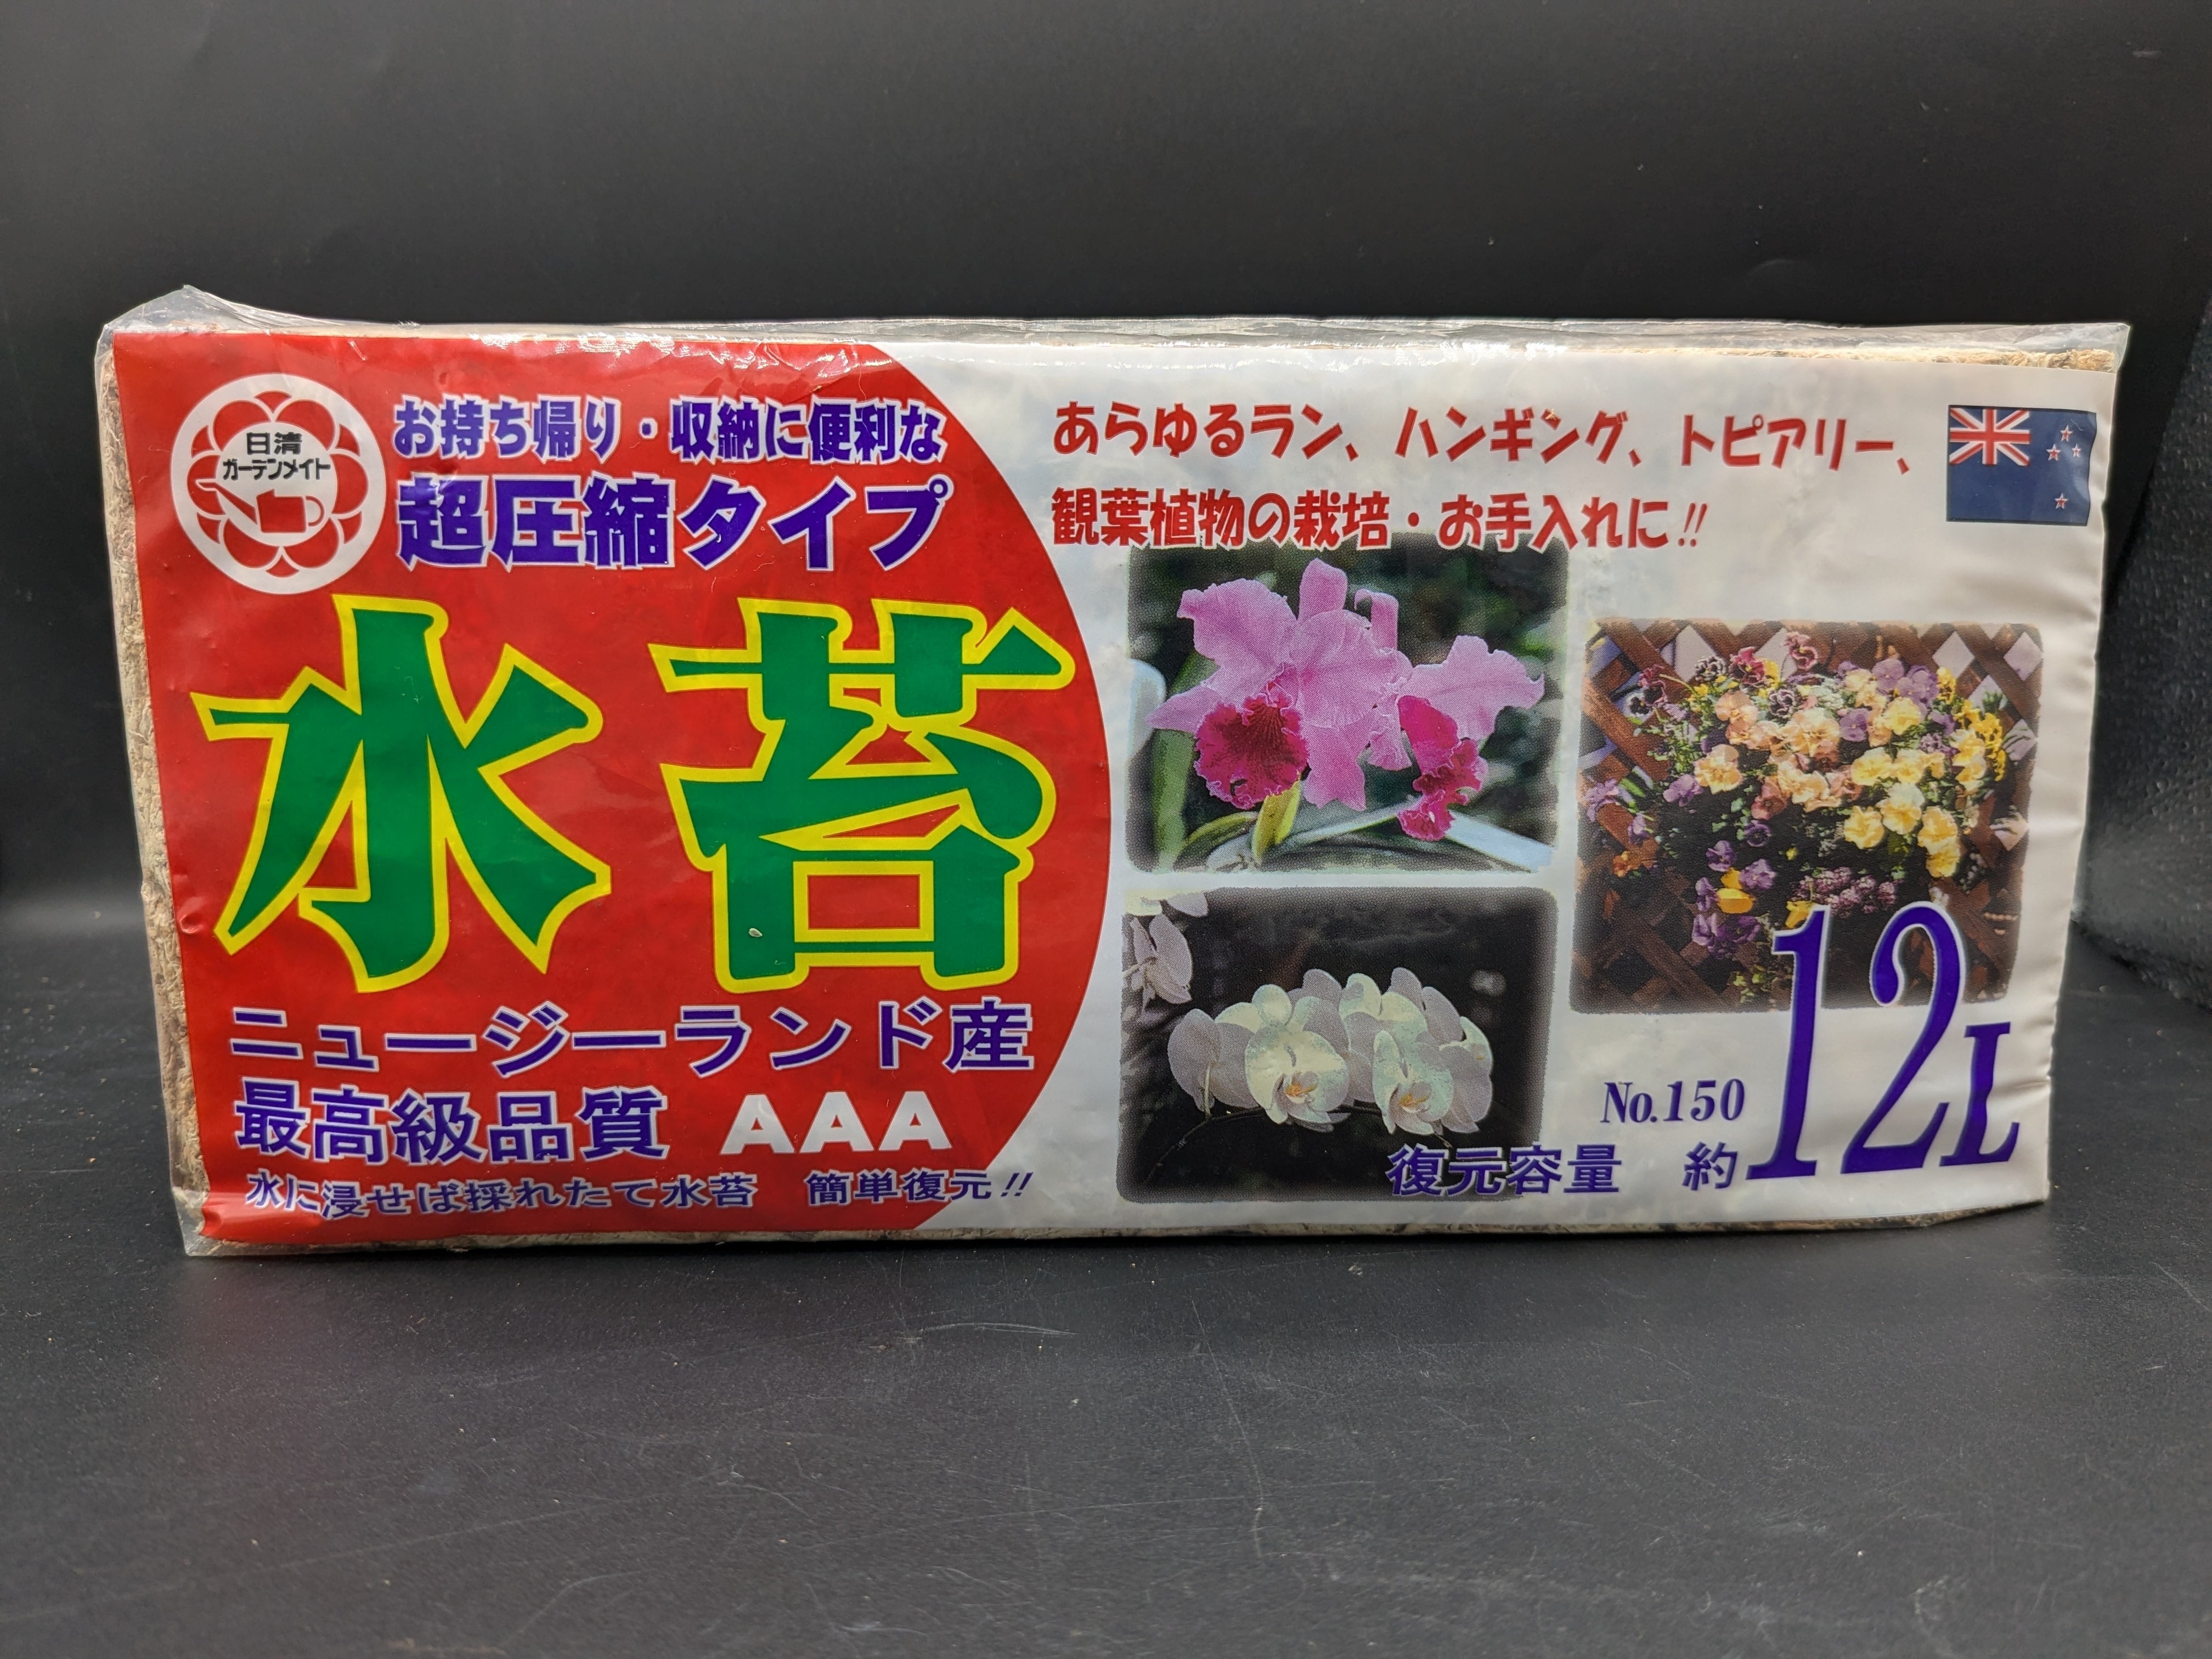 日清
ガーデンメイト
お持ち帰り・収納に便利な
超圧縮タイプ
水苔
ニュージーランド産
最高級品質 AAA
水に浸せば採れたて水苔 簡単復元!!
あらゆるラン、ハンギング、トピアリー、
観葉植物の栽培・お手入れに!!
No.150
復元容量 約12L